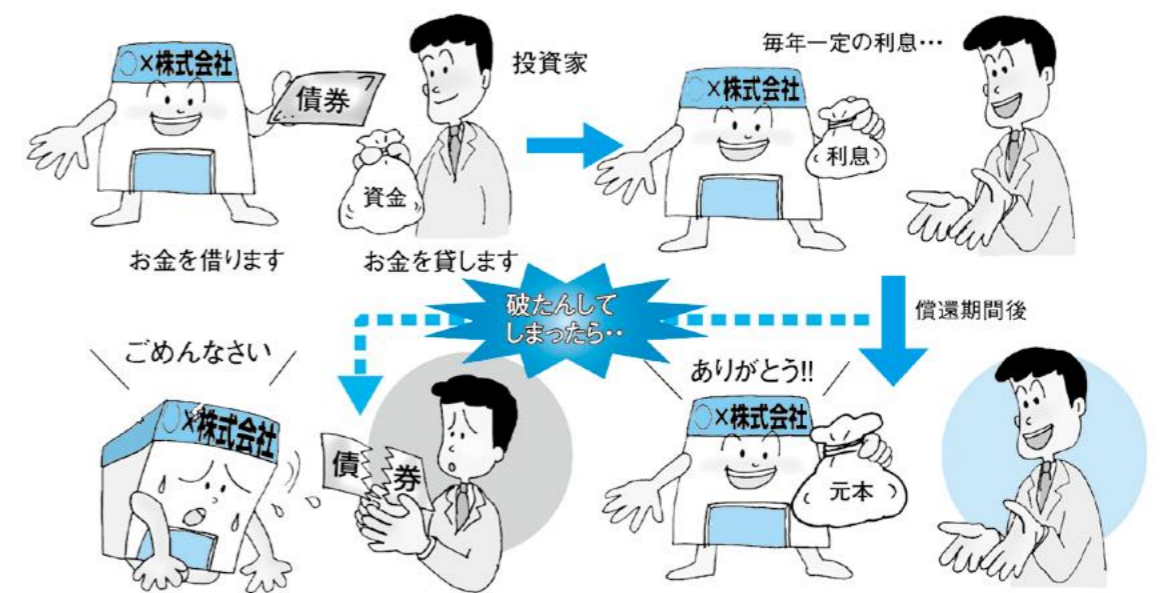 ○×株式会社
債券
投資家
資金
お金を借ります
お金を貸します
毎年一定の利息…
○×株式会社
利息
償還期間後
破たんして
しまったら‥
ごめんなさい
○×株式会社
債 券
ありがとう!!
○×株式会社
元本